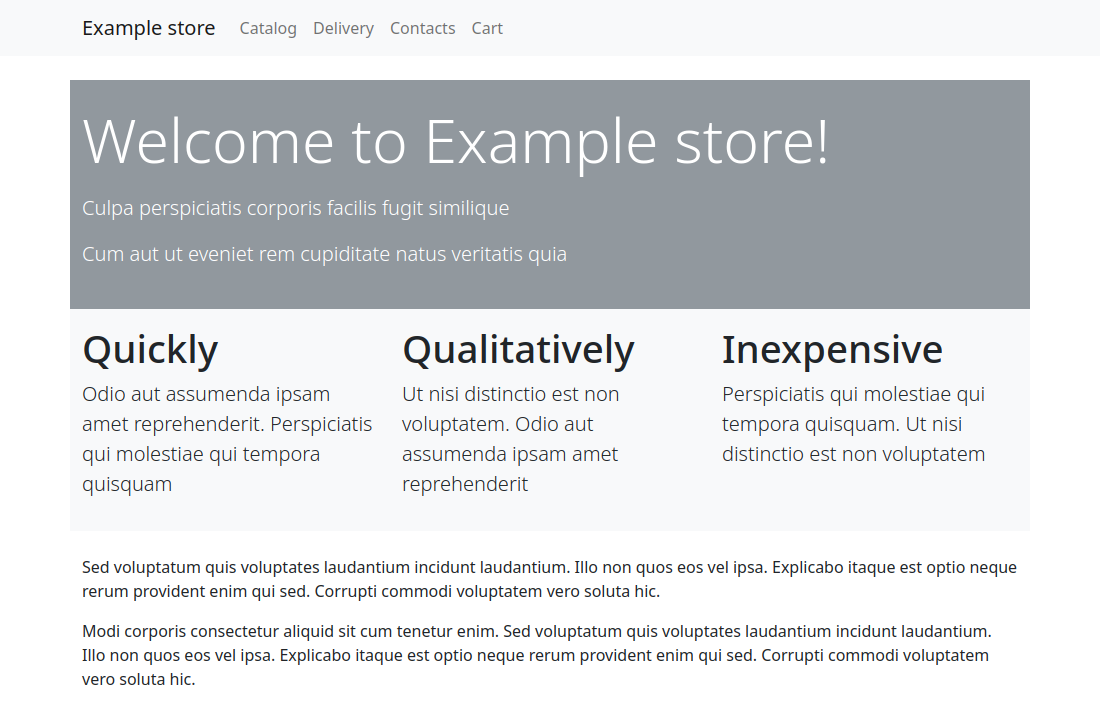 Example store Catalog Delivery Contacts Cart
Welcome to Example store!
Culpa perspiciatis corporis facilis fugit similique
Cum aut ut eveniet rem cupiditate natus veritatis quia
Quickly
Odio aut assumenda ipsam
amet reprehenderit. Perspiciatis
qui molestiae qui tempora
quisquam
Qualitatively
Ut nisi distinctio est non
voluptatem. Odio aut
assumenda ipsam amet
reprehenderit
Inexpensive
Perspiciatis qui molestiae qui
tempora quisquam. Ut nisi
distinctio est non voluptatem
Sed voluptatum quis voluptates laudantium incidunt laudantium. Illo non quos eos vel ipsa. Explicabo itaque est optio neque
rerum provident enim qui sed. Corrupti commodi voluptatem vero soluta hic.
Modi corporis consectetur aliquid sit cum tenetur enim. Sed voluptatum quis voluptates laudantium incidunt laudantium.
Illo non quos eos vel ipsa. Explicabo itaque est optio neque rerum provident enim qui sed. Corrupti commodi voluptatem
vero soluta hic.